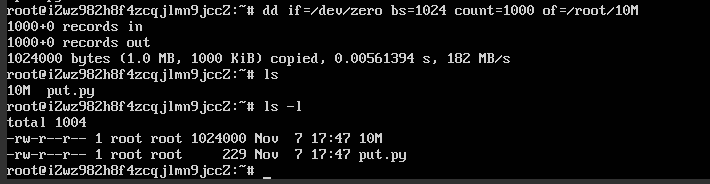 root@iZwz982h8f4zcqjlmn9jccZ:~# dd if=/dev/zero bs=1024 count=1000 of=/root/10M
1000+0 records in
1000+0 records out
1024000 bytes (1.0 MB, 1000 KiB) copied, 0.00561394 s, 182 MB/s
root@iZwz982h8f4zcqjlmn9jccZ:~# ls
10M  put.py
root@iZwz982h8f4zcqjlmn9jccZ:~# ls -l
total 1004
-rw-r--r-- 1 root root 1024000 Nov  7 17:47 10M
-rw-r--r-- 1 root root     229 Nov  7 17:47 put.py
root@iZwz982h8f4zcqjlmn9jccZ:~# _